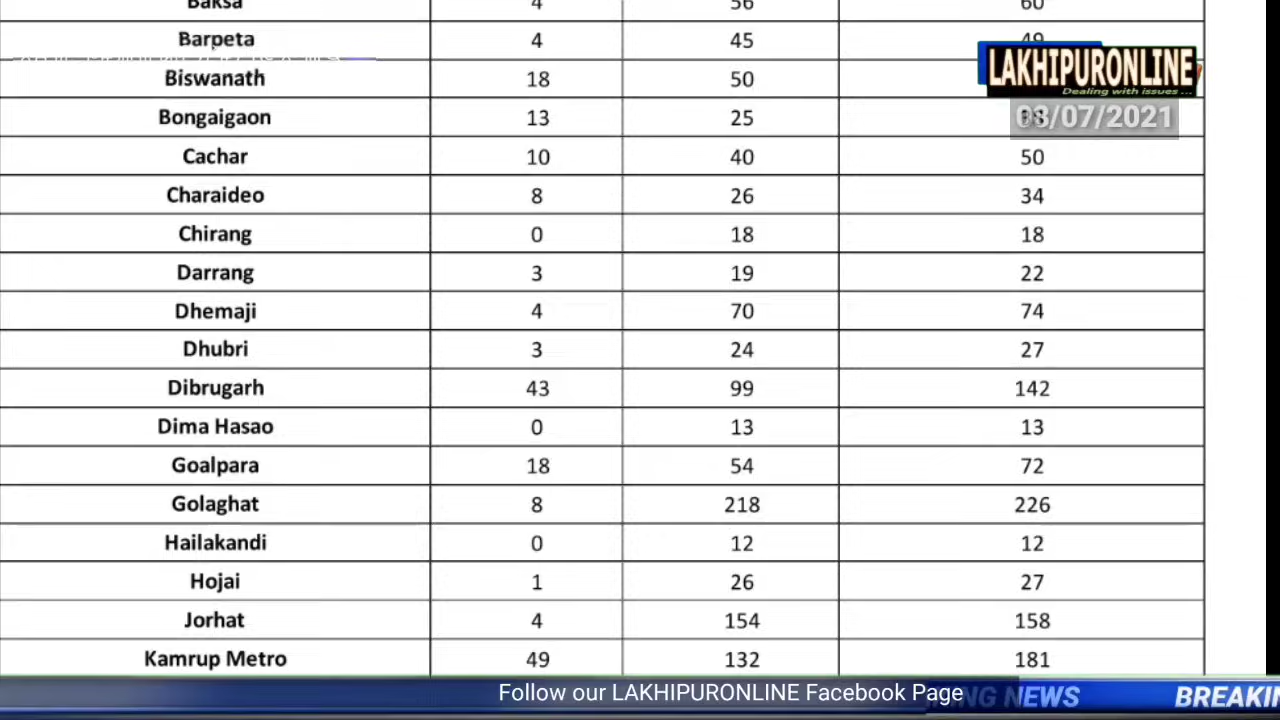 Baksa 4 56 60
Barpeta 4 45 49
Biswanath 18 50
Bongaigaon 13 25
Cachar 10 40 50
Charaideo 8 26 34
Chirang 0 18 18
Darrang 3 19 22
Dhemaji 4 70 74
Dhubri 3 24 27
Dibrugarh 43 99 142
Dima Hasao 0 13 13
Goalpara 18 54 72
Golaghat 8 218 226
Hailakandi 0 12 12
Hojai 1 26 27
Jorhat 4 154 158
Kamrup Metro 49 132 181
LAKHIPURONLINE
Dealing with issues ...
03/07/2021
Follow our LAKHIPURONLINE Facebook Page
NEWS BREAKIN